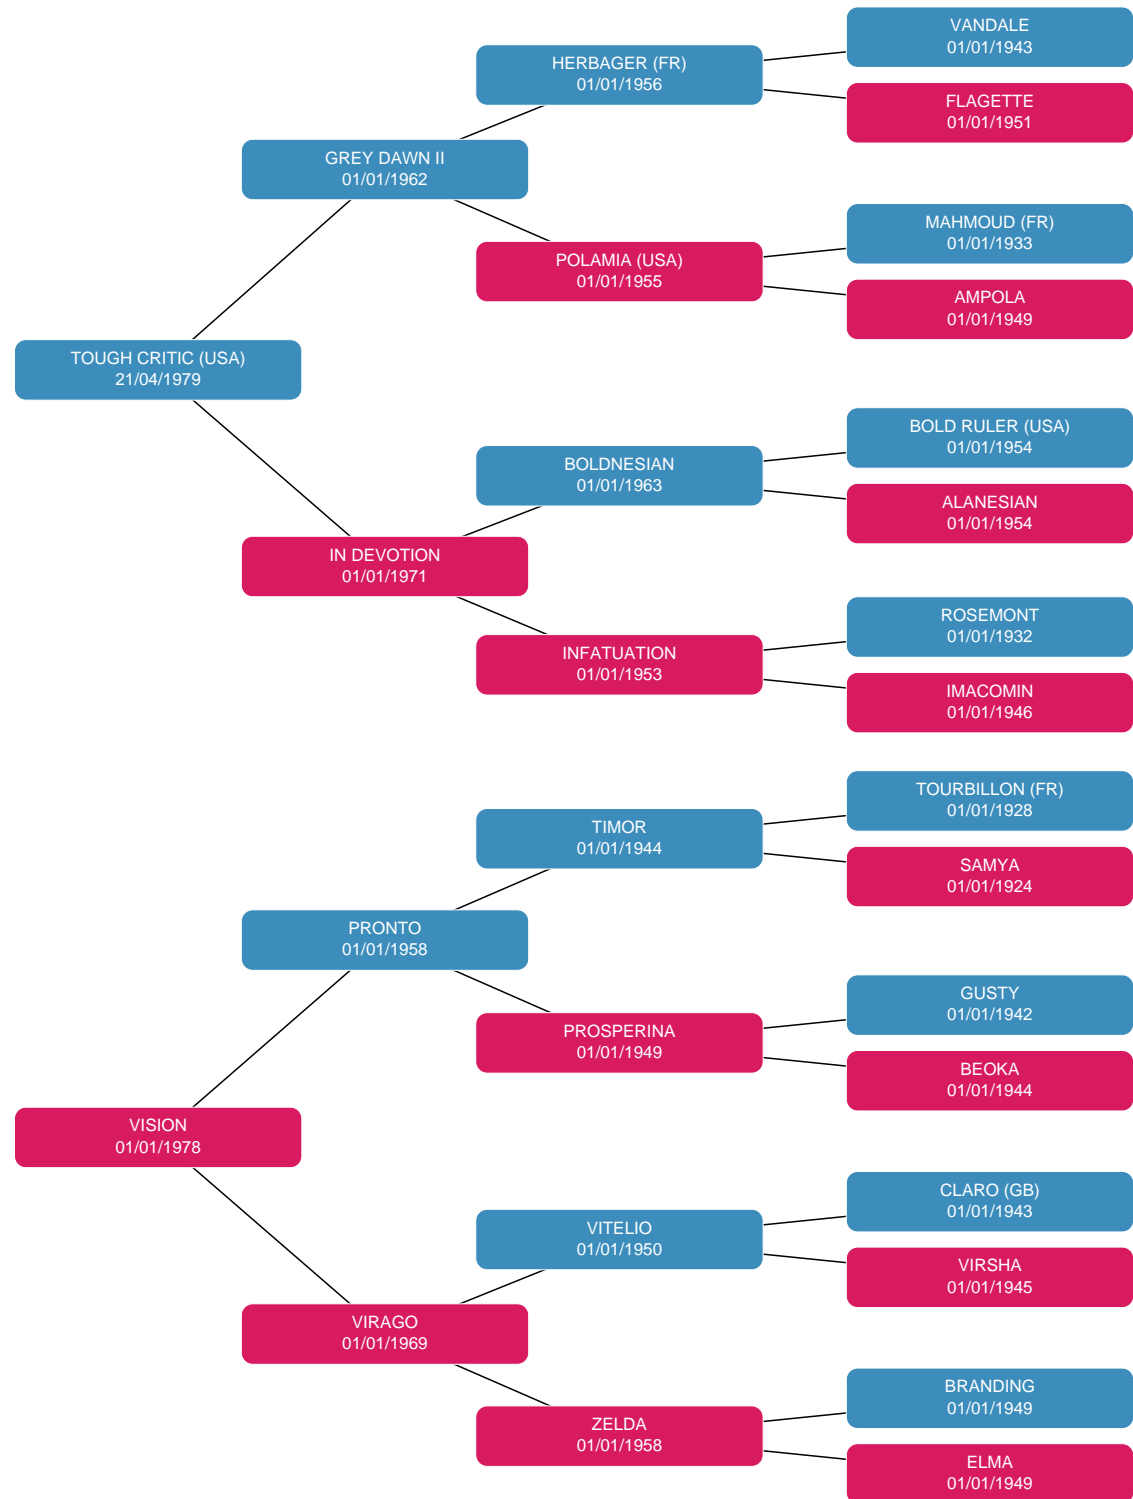 VANDALE
01/01/1943
HERBAGER (FR)
01/01/1956
FLAGETTE
01/01/1951
GREY DAWN II
01/01/1962
MAHMOUD (FR)
01/01/1933
POLAMIA (USA)
01/01/1955
AMPOLA
01/01/1949
TOUGH CRITIC (USA)
21/04/1979
BOLD RULER (USA)
01/01/1954
BOLDNESIAN
01/01/1963
ALANESIAN
01/01/1954
IN DEVOTION
01/01/1971
ROSEMONT
01/01/1932
INFATUATION
01/01/1953
IMACOMIN
01/01/1946
TOURBILLON (FR)
01/01/1928
TIMOR
01/01/1944
SAMYA
01/01/1924
PRONTO
01/01/1958
GUSTY
01/01/1942
PROSPERINA
01/01/1949
BEOKA
01/01/1944
VISION
01/01/1978
CLARO (GB)
01/01/1943
VITELIO
01/01/1950
VIRSHA
01/01/1945
VIRAGO
01/01/1969
BRANDING
01/01/1949
ZELDA
01/01/1958
ELMA
01/01/1949